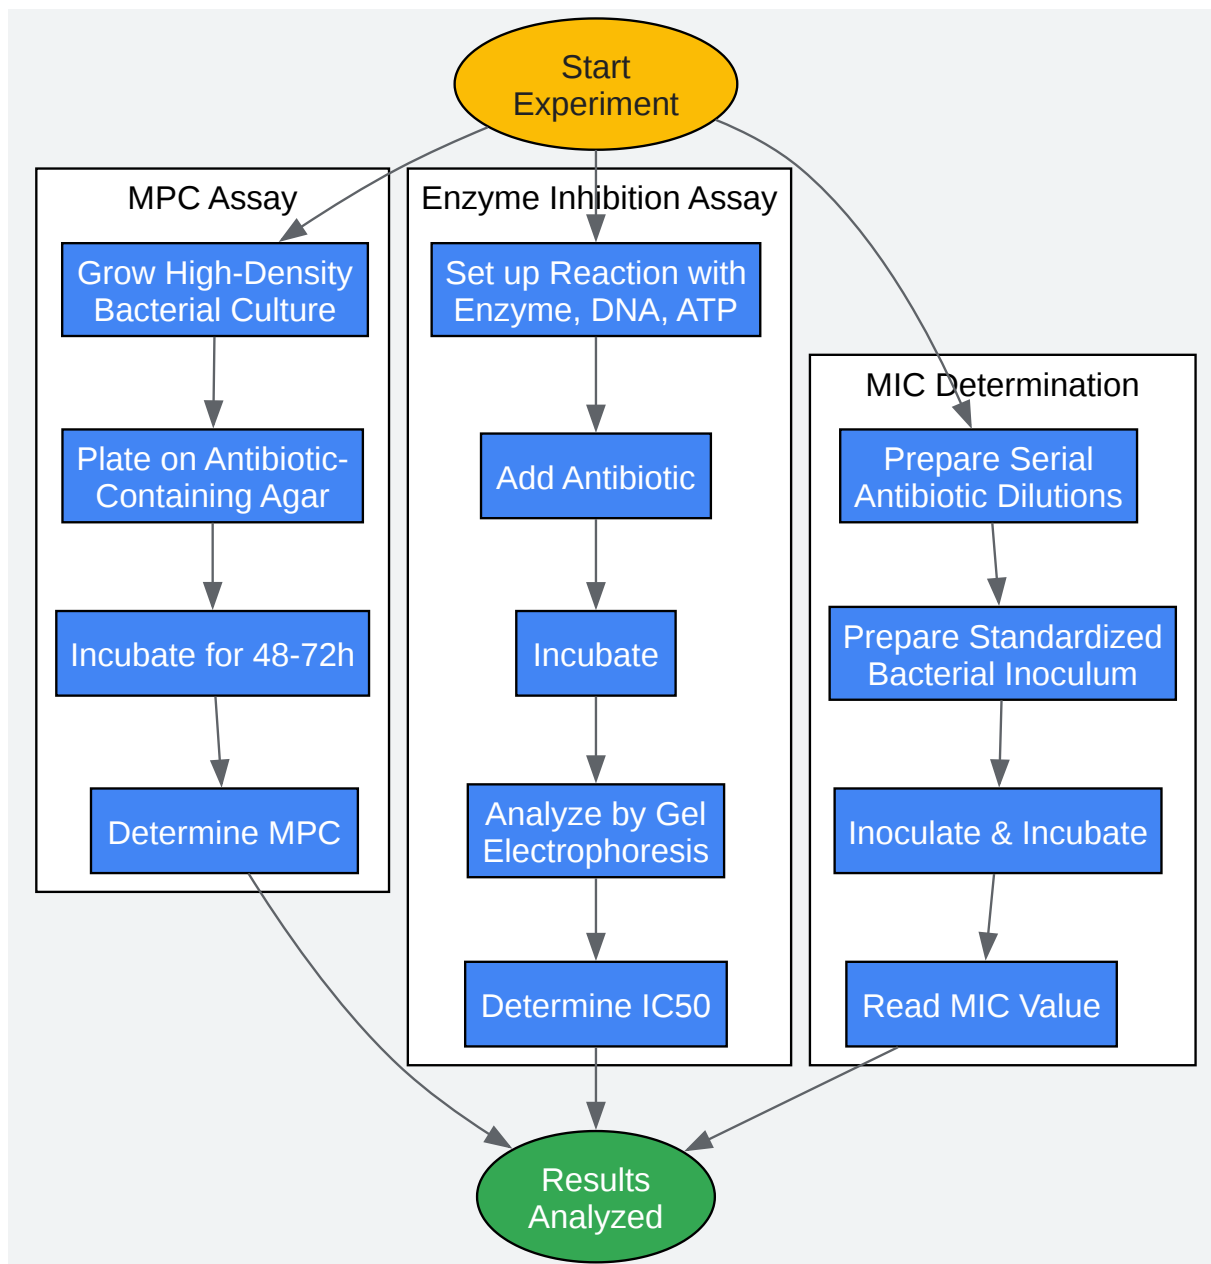 Start
Experiment
MPC Assay
Grow High-Density
Bacterial Culture
Plate on Antibiotic-
Containing Agar
Incubate for 48-72h
Determine MPC
Enzyme Inhibition Assay
Set up Reaction with
Enzyme, DNA, ATP
Add Antibiotic
Incubate
Analyze by Gel
Electrophoresis
Determine IC50
MIC Determination
Prepare Serial
Antibiotic Dilutions
Prepare Standardized
Bacterial Inoculum
Inoculate & Incubate
Read MIC Value
Results
Analyzed